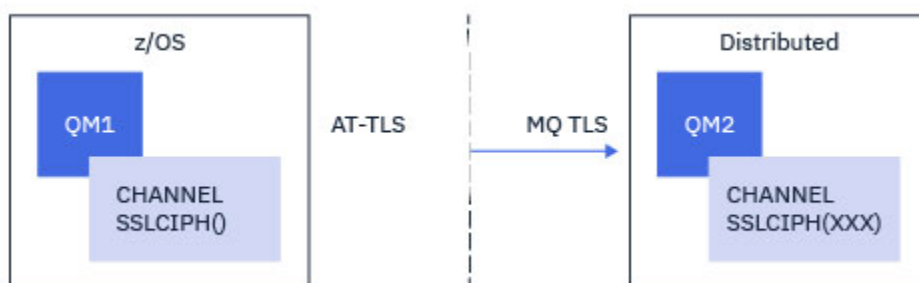 z/OS
QM1
CHANNEL
SSLCIPH()
AT-TLS
MQ TLS
Distributed
QM2
CHANNEL
SSLCIPH(XXX)